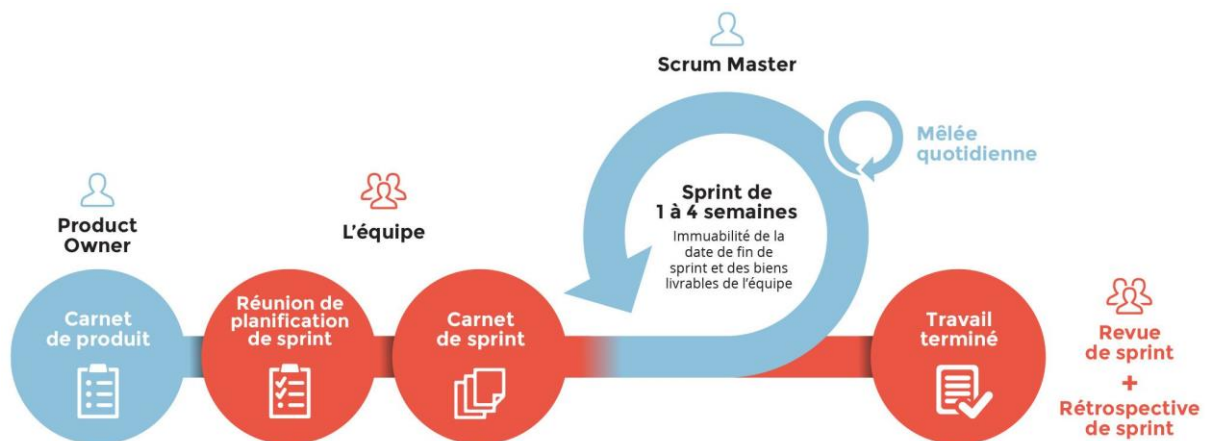 Product
Owner
Carnet
de produit
L'équipe
Réunion de
planification
de sprint
Carnet
de sprint
Scrum Master
Mêlée
quotidienne
Sprint de
1 à 4 semaines
Immuabilité de la
date de fin de
sprint et des biens
livrables de l'équipe
Travail
terminé
Revue
de sprint
+
Rétrospective
de sprint